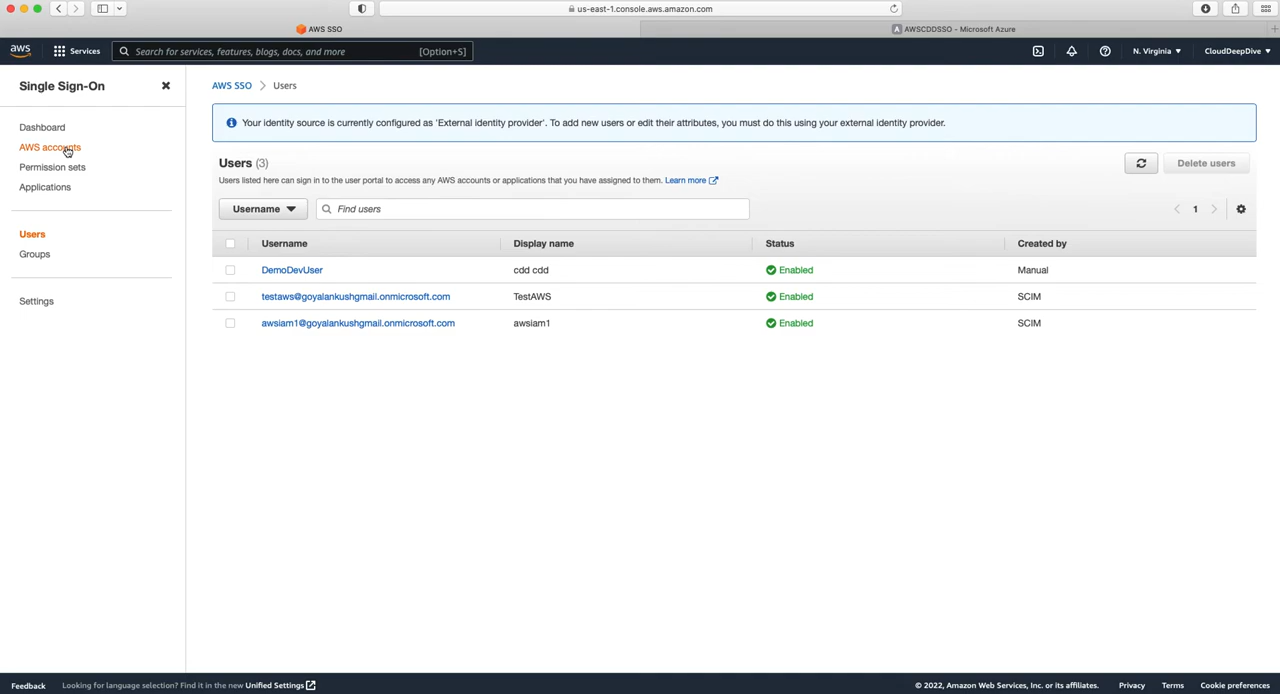 us-east-1.console.aws.amazon.com
AWS SSO
AWSCDDSSO - Microsoft Azure
aws
Services
Search for services, features, blogs, docs, and more
[Option+S]
N. Virginia
CloudDeepDive
Single Sign-On
Dashboard
AWS accounts
Permission sets
Applications
Users
Groups
Settings
AWS SSO > Users
Your identity source is currently configured as 'External identity provider'. To add new users or edit their attributes, you must do this using your external identity provider.
Users (3)
Delete users
Users listed here can sign in to the user portal to access any AWS accounts or applications that you have assigned to them. Learn more
Username
Find users
1
Username Display name Status Created by
DemoDevUser cdd cdd Enabled Manual
testaws@goyalankushgmail.onmicrosoft.com TestAWS Enabled SCIM
awsiam1@goyalankushgmail.onmicrosoft.com awsiam1 Enabled SCIM
Feedback
Looking for language selection? Find it in the new Unified Settings
© 2022, Amazon Web Services, Inc. or its affiliates.
Privacy
Terms
Cookie preferences